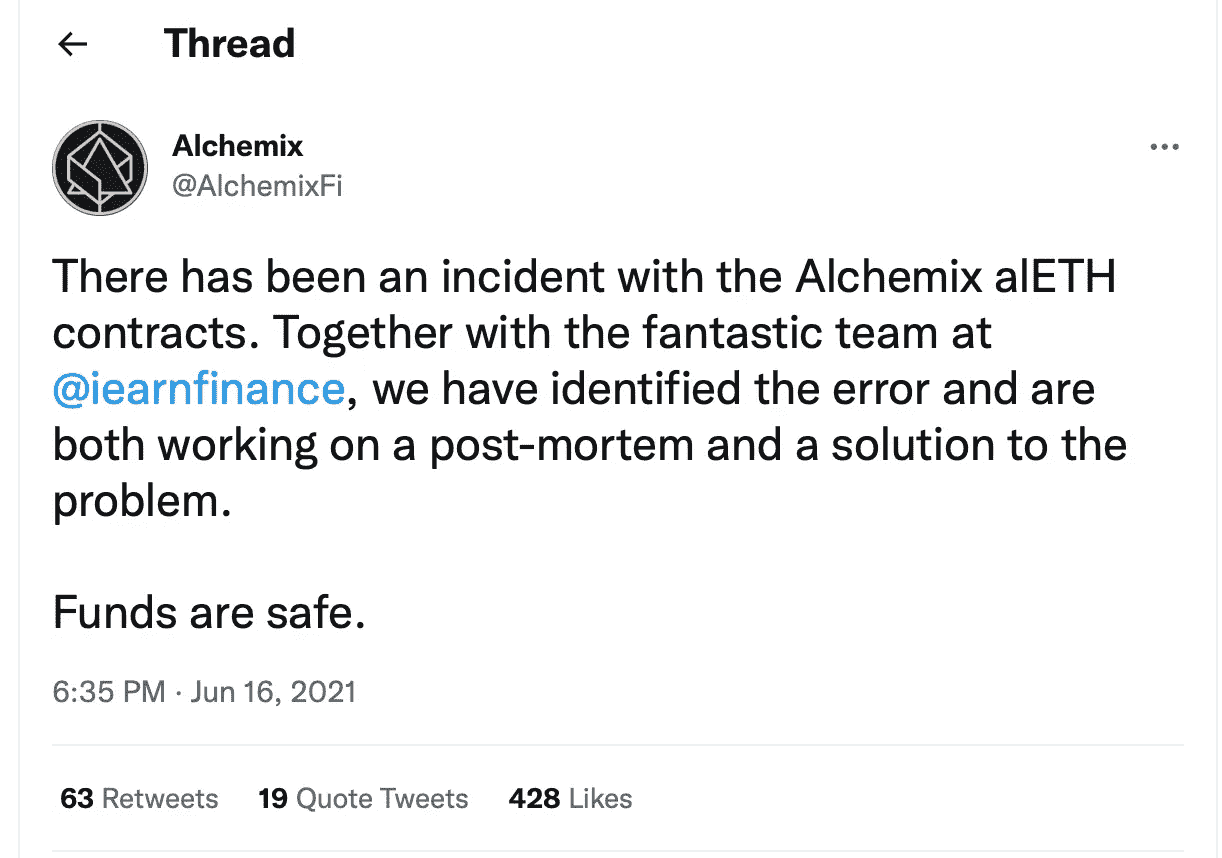 Thread
Alchemix
@AlchemixFi
There has been an incident with the Alchemix alETH
contracts. Together with the fantastic team at
@iearnfinance, we have identified the error and are
both working on a post-mortem and a solution to the
problem.
Funds are safe.
6:35 PM · Jun 16, 2021
63 Retweets 19 Quote Tweets 428 Likes